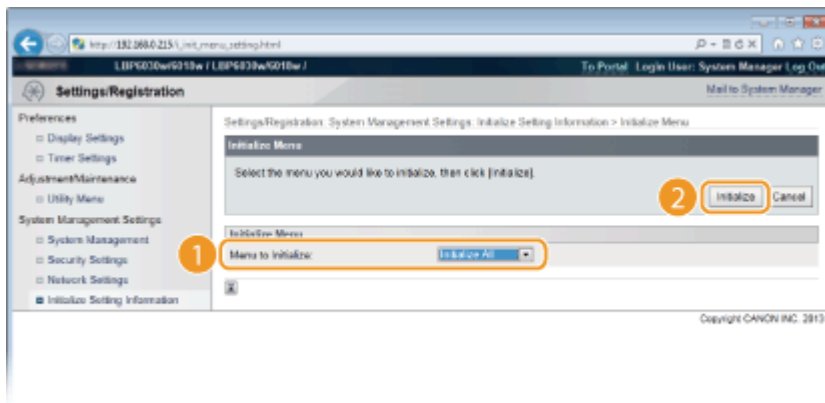 http://192.168.0.215/_init_menu_setting.html
LBP6030w/6018w / LBP6030w/6018w /
To Portal Login User: System Manager Log Out
Settings/Registration
Mail to System Manager
Preferences
Display Settings
Timer Settings
Adjustment/Maintenance
Utility Menu
System Management Settings
System Management
Security Settings
Network Settings
Initialize Setting Information
Settings/Registration: System Management Settings: Initialize Setting Information > Initialize Menu
Initialize Menu
Select the menu you would like to initialize, then click [Initialize].
2
Initialize
Cancel
Initialize Menu
1
Menu to Initialize:
Initialize All
Copyright CANON INC. 2013